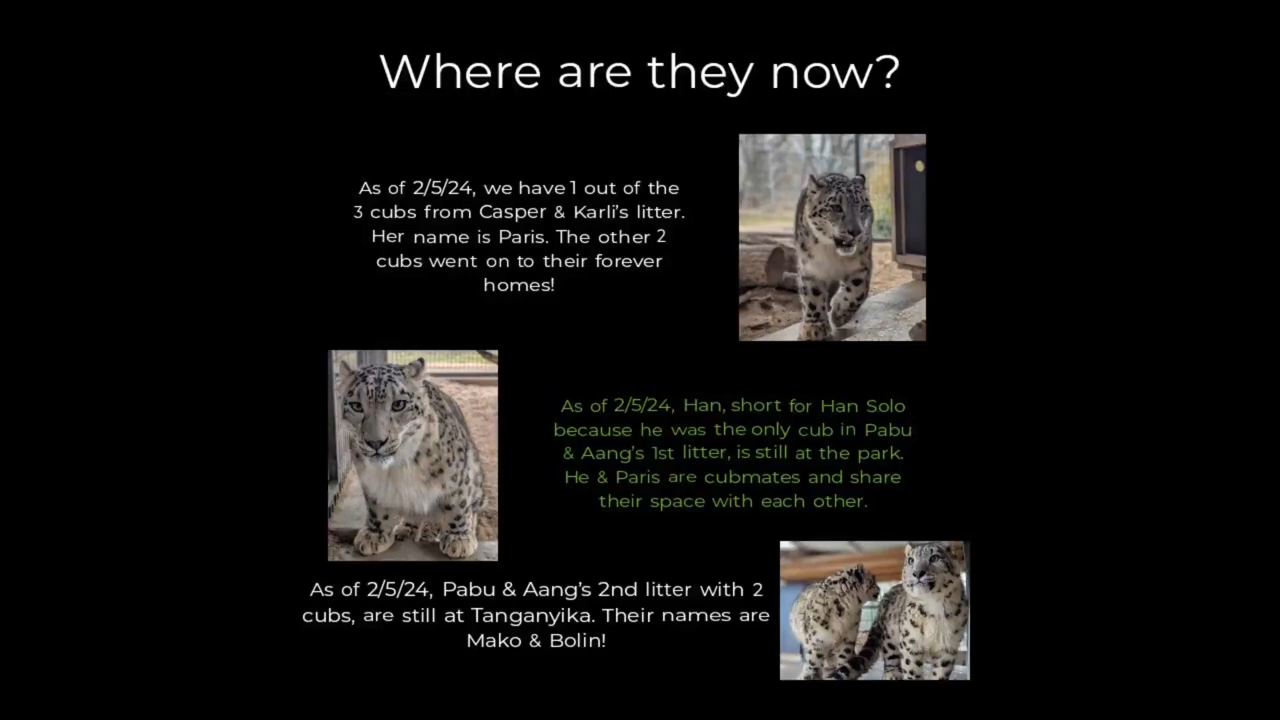 Where are they now?
As of 2/5/24, we have 1 out of the
3 cubs from Casper & Karli's litter.
Her name is Paris. The other 2
cubs went on to their forever
homes!
As of 2/5/24, Han, short for Han Solo
because he was the only cub in Pabu
& Aang's 1st litter, is still at the park.
He & Paris are cubmates and share
their space with each other.
As of 2/5/24, Pabu & Aang's 2nd litter with 2
cubs, are still at Tanganyika. Their names are
Mako & Bolin!